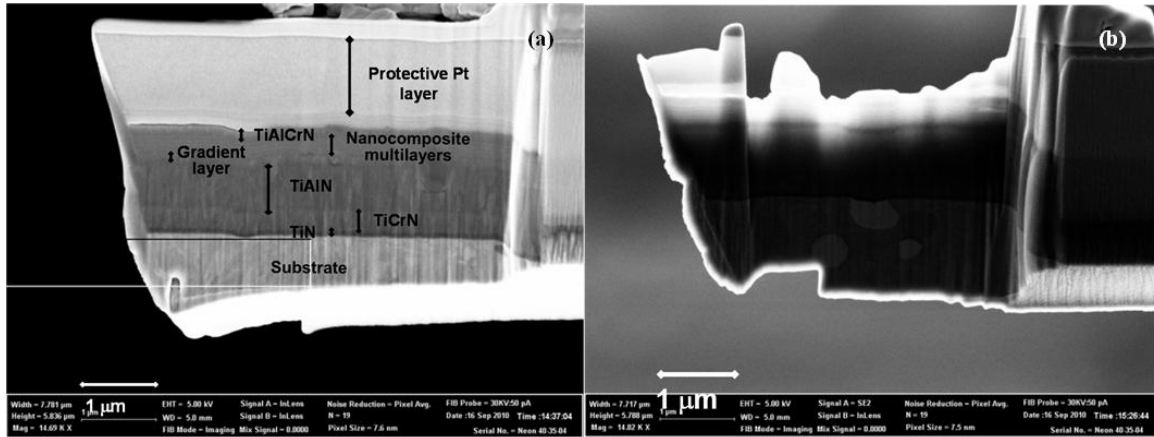 (a)
Protective Pt
layer
TiAlCrN
Nanocomposite
multilayers
Gradient
layer
TiAlN
TiCrN
TiN
Substrate
1 μm
Width = 7.781 μm
Height = 5.836 μm
Mag = 14.69 K X
1 μm
EHT = 5.00 kV
WD = 5.0 mm
FIB Mode = Imaging
Signal A = InLens
Signal B = InLens
Mix Signal = 0.0000
Noise Reduction = Pixel Avg.
N = 19
Pixel Size = 7.6 nm
FIB Probe = 30KV:50 pA
Date :16 Sep 2010 Time :14:37:04
Serial No. = Neon 40-35-04
(b)
1 μm
Width = 7.717 μm
Height = 5.788 μm
Mag = 14.82 K X
1 μm
EHT = 5.00 kV
WD = 5.0 mm
FIB Mode = Imaging
Signal A = SE2
Signal B = InLens
Mix Signal = 0.0000
Noise Reduction = Pixel Avg.
N = 19
Pixel Size = 7.5 nm
FIB Probe = 30KV:50 pA
Date :16 Sep 2010 Time :15:26:44
Serial No. = Neon 40-35-04